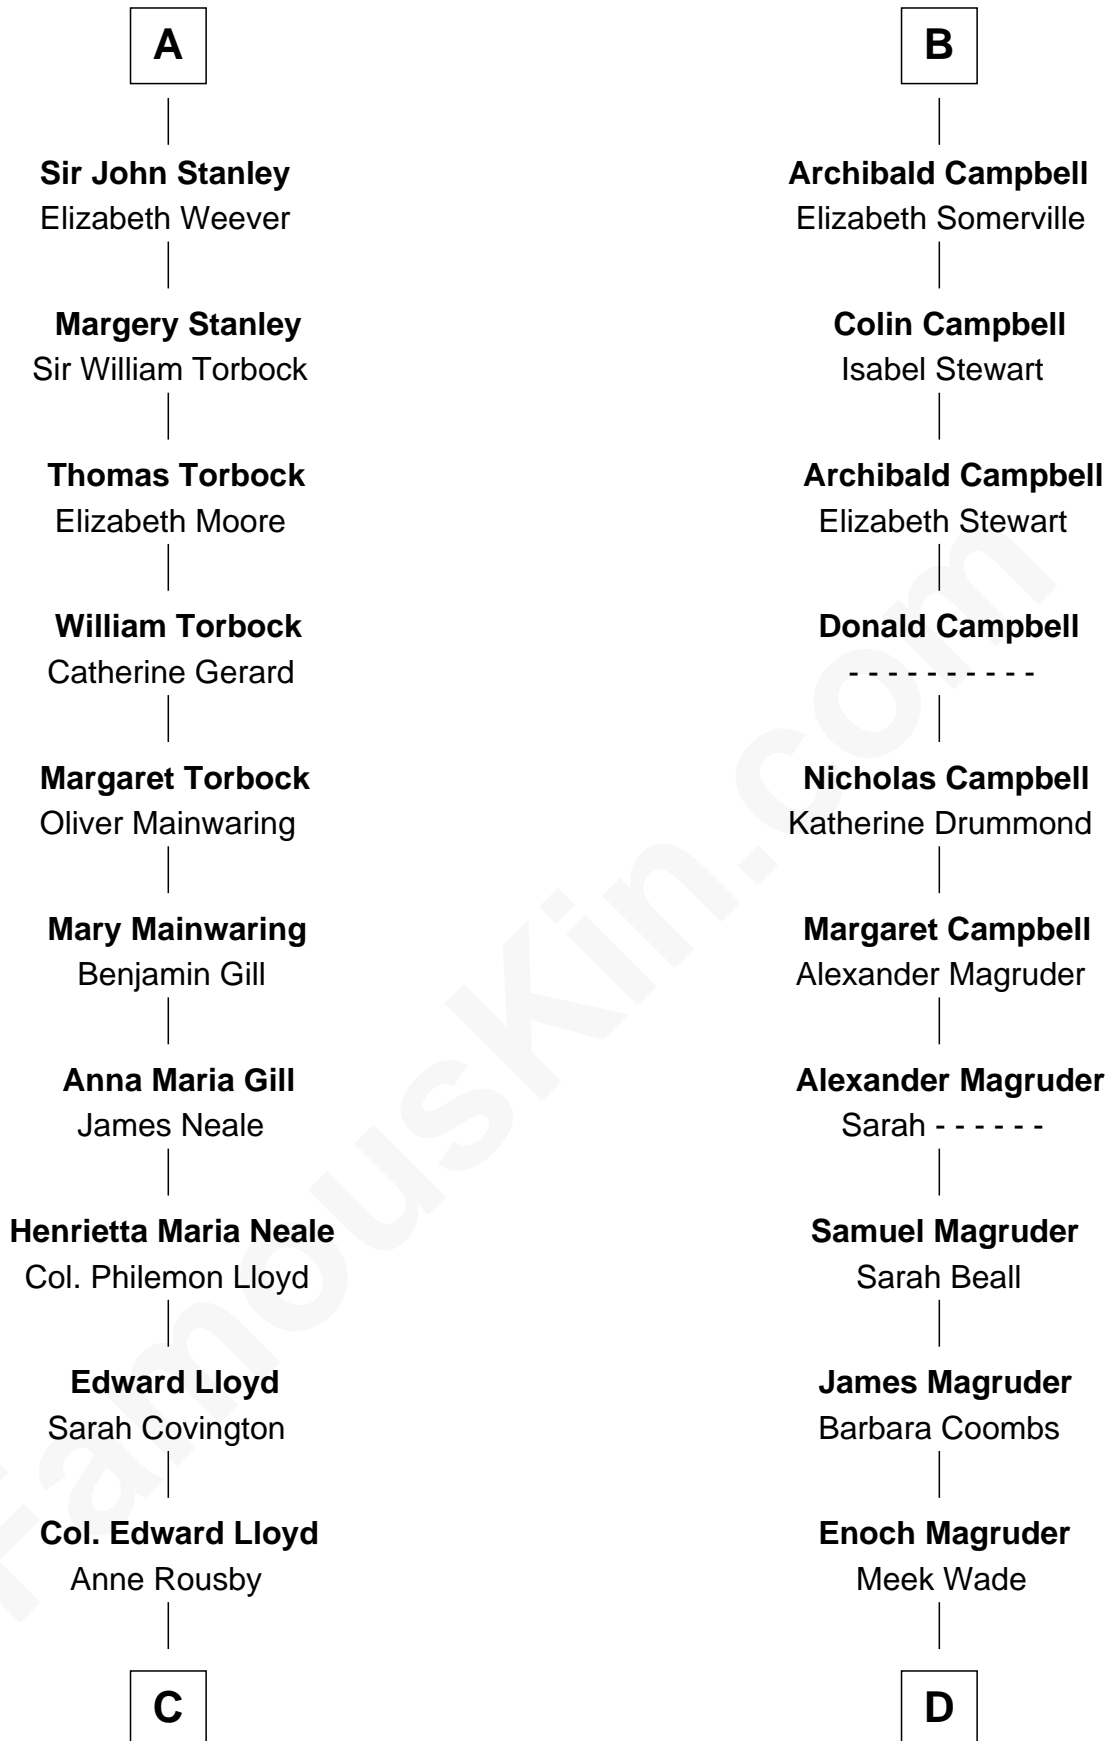 A
Sir John Stanley
Elizabeth Weever
Margery Stanley
Sir William Torbock
Thomas Torbock
Elizabeth Moore
William Torbock
Catherine Gerard
Margaret Torbock
Oliver Mainwaring
Mary Mainwaring
Benjamin Gill
Anna Maria Gill
James Neale
Henrietta Maria Neale
Col. Philemon Lloyd
Edward Lloyd
Sarah Covington
Col. Edward Lloyd
Anne Rousby
C
B
Archibald Campbell
Elizabeth Somerville
Colin Campbell
Isabel Stewart
Archibald Campbell
Elizabeth Stewart
Donald Campbell
- - - - - - - - - -
Nicholas Campbell
Katherine Drummond
Margaret Campbell
Alexander Magruder
Alexander Magruder
Sarah - - - - - -
Samuel Magruder
Sarah Beall
James Magruder
Barbara Coombs
Enoch Magruder
Meek Wade
D
FamousKin.com